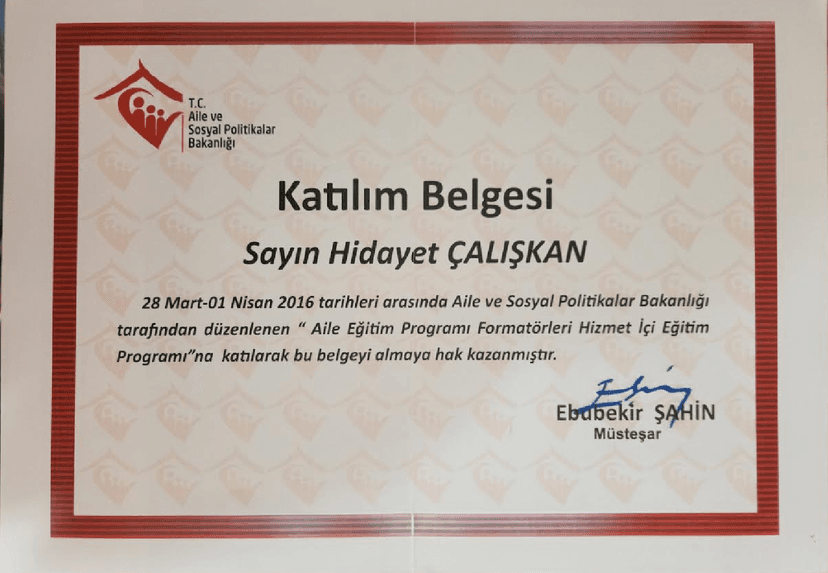 T.C.
Aile ve
Sosyal Politikalar
Bakanlığı
Katılım Belgesi
Sayın Hidayet ÇALIŞKAN
28 Mart-01 Nisan 2016 tarihleri arasında Aile ve Sosyal Politikalar Bakanlığı
tarafından düzenlenen “ Aile Eğitim Programı Formatörleri Hizmet İçi Eğitim
Programı”na katılarak bu belgeyi almaya hak kazanmıştır.
Ebubekir ŞAHİN
Müsteşar